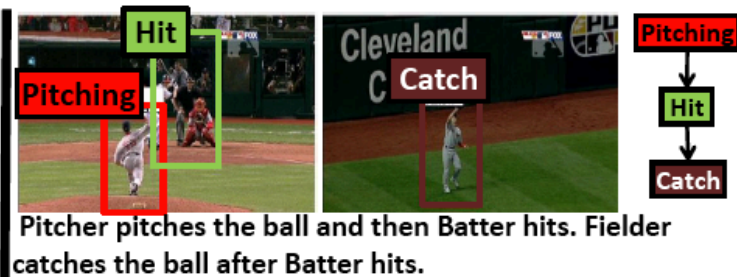 Hit
FOX
Pitching
Cleveland
C
Catch
Pitching
Hit
Catch
Pitcher pitches the ball and then Batter hits. Fielder
catches the ball after Batter hits.